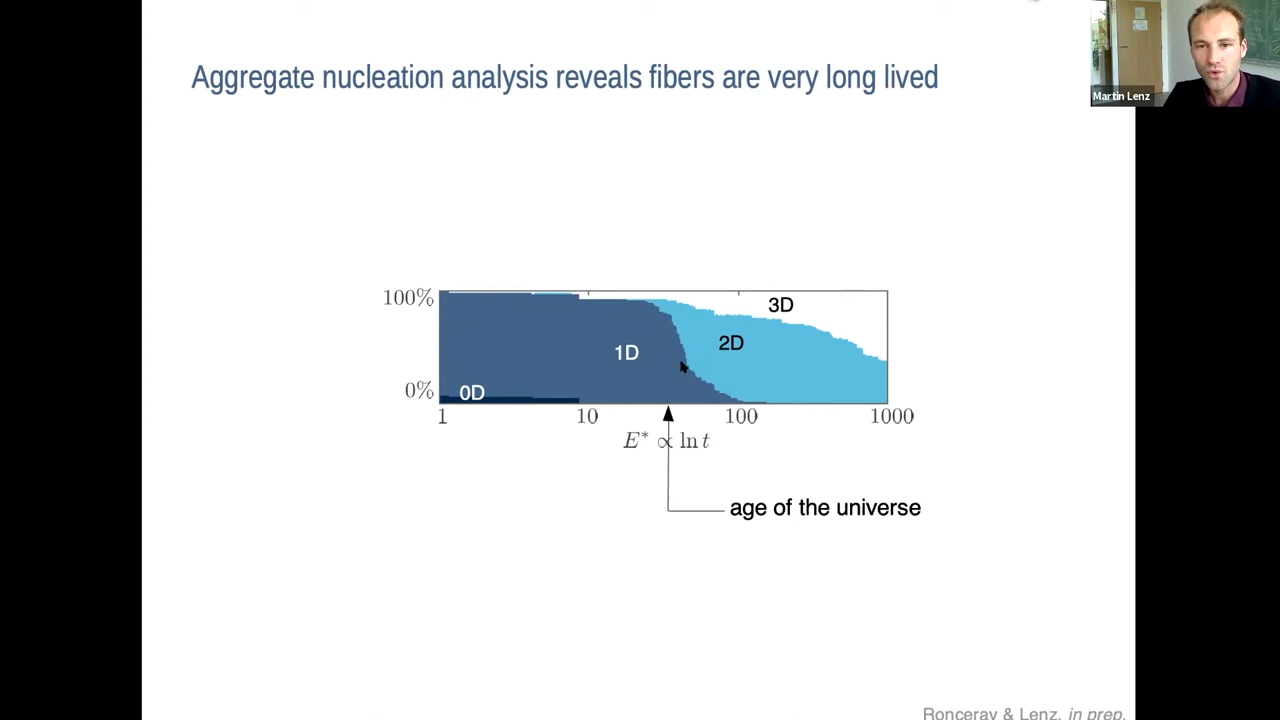 Aggregate nucleation analysis reveals fibers are very long lived
Martin Lenz
100%
3D
2D
1D
0%
0D
1
10
100
1000
E* ∝ ln t
age of the universe
Ronceray & Lenz, in prep.